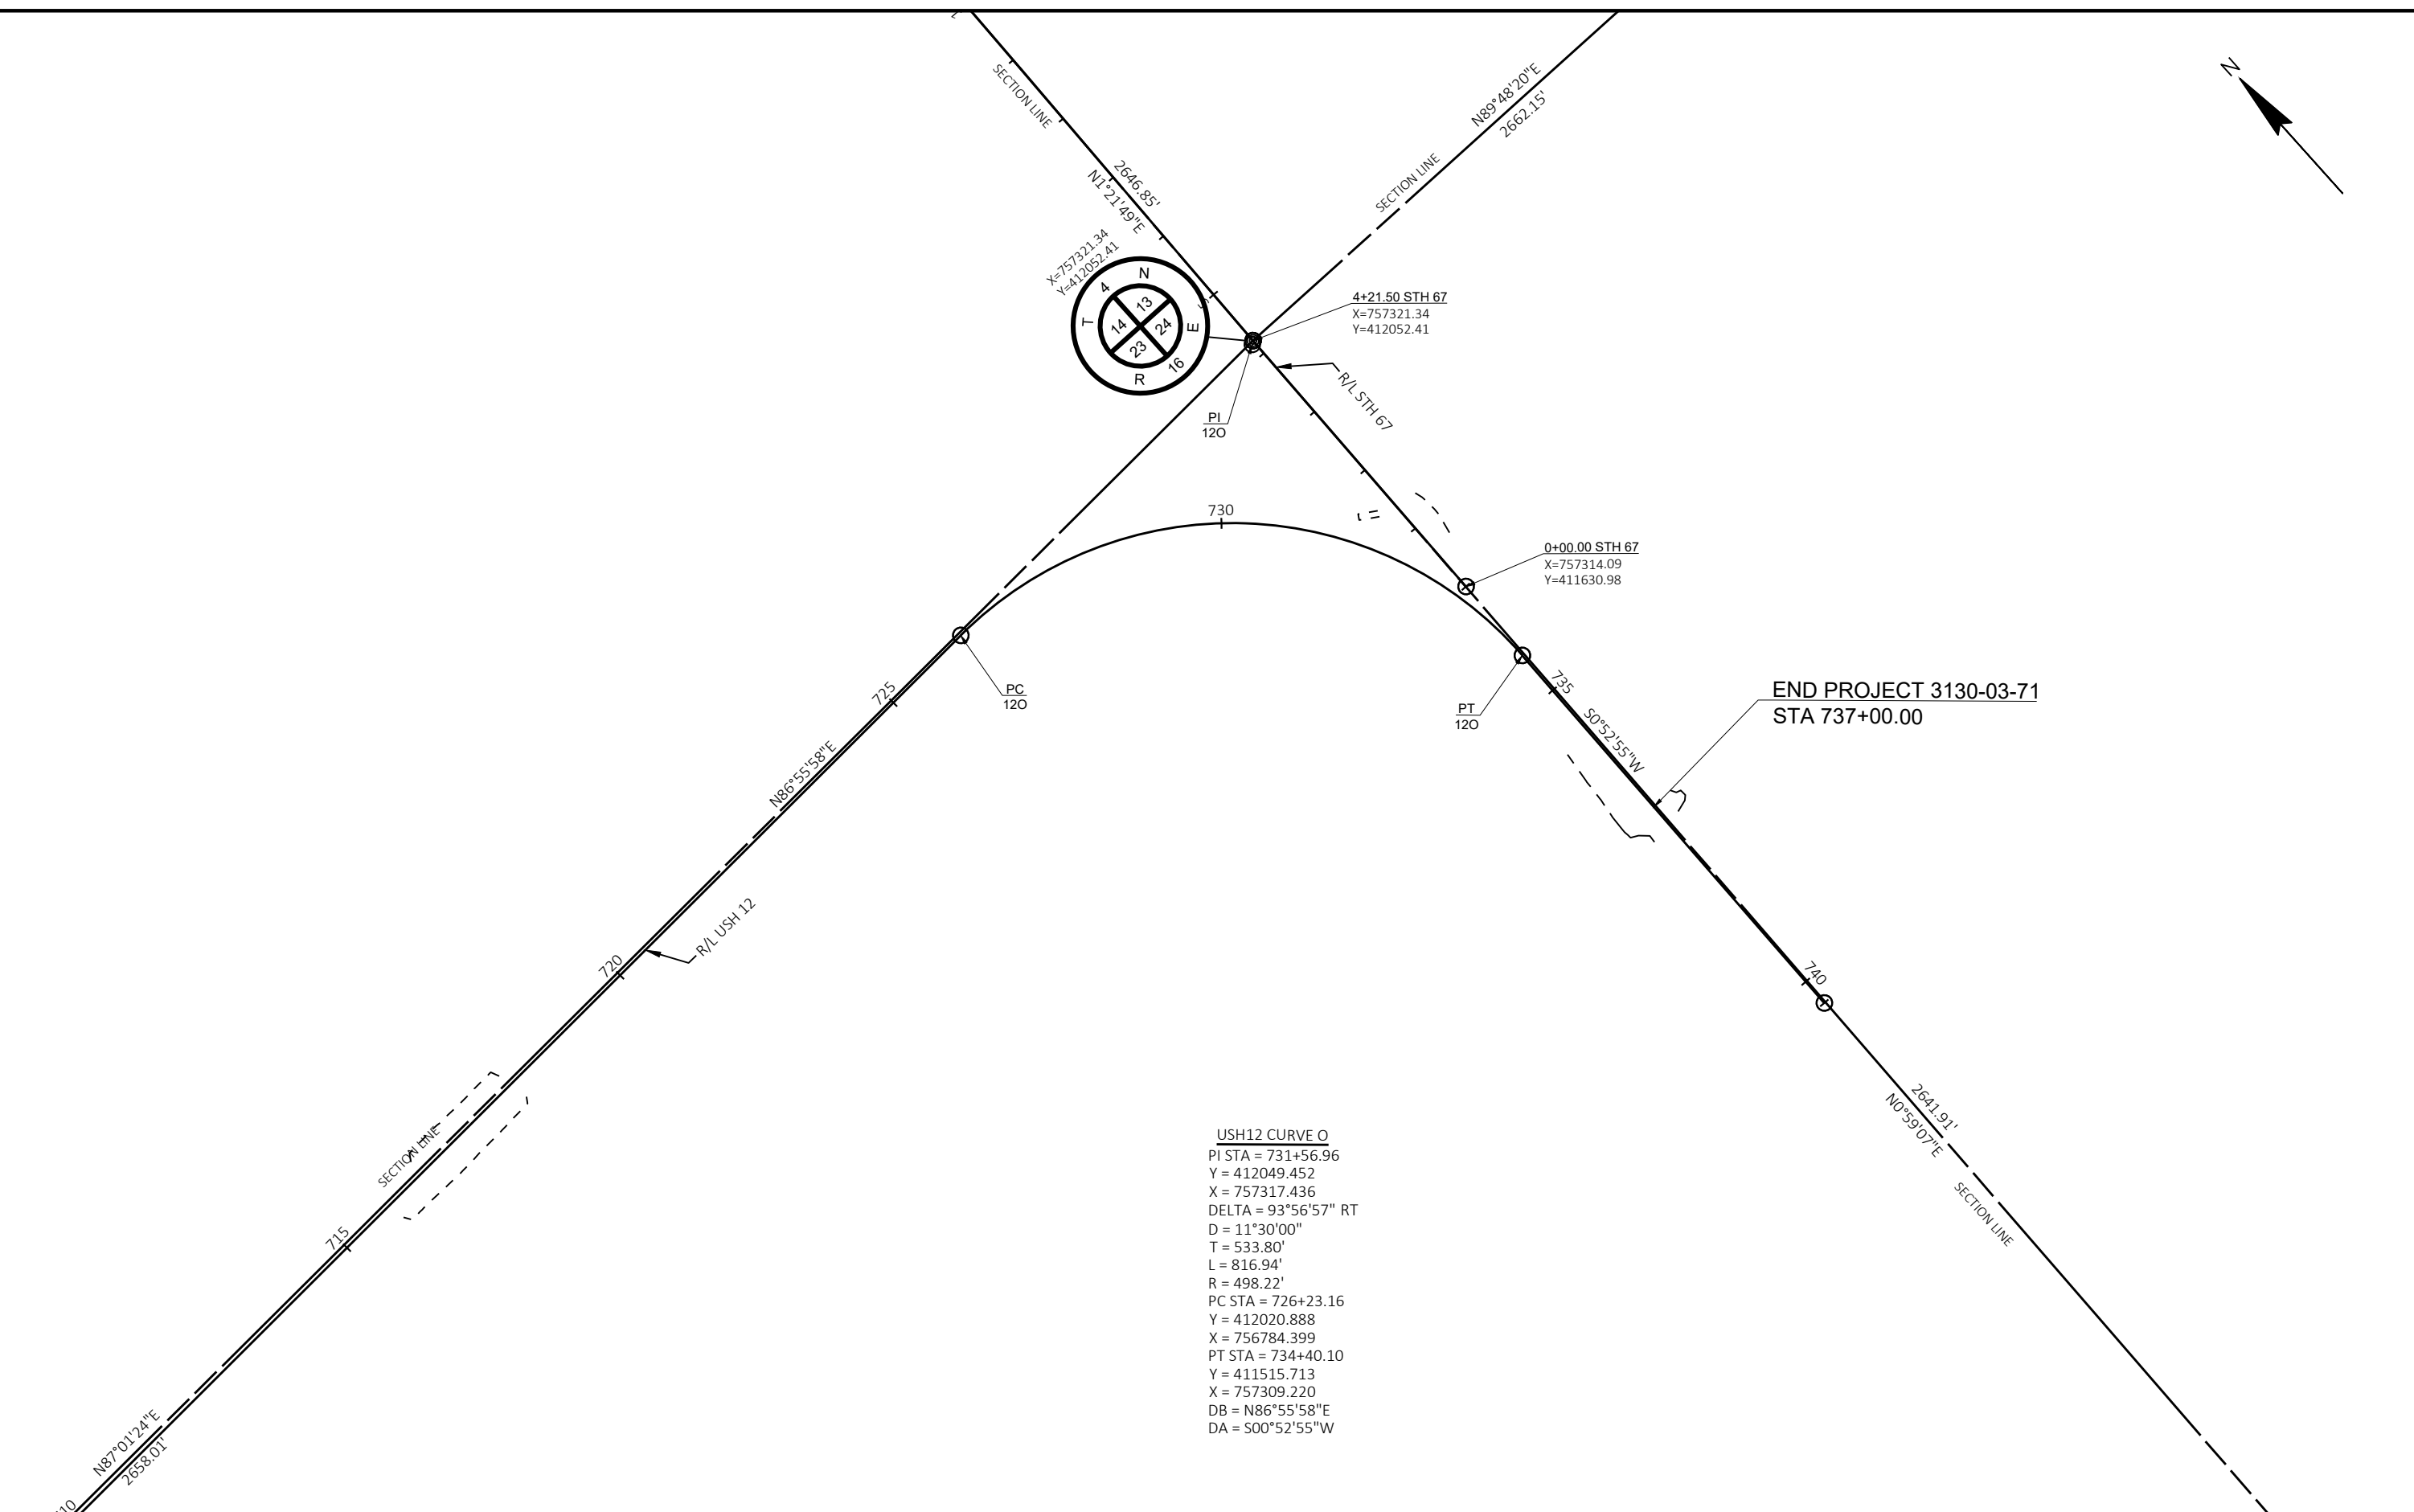 N
SECTION LINE
2646.85'
N1°21'49"E
N89°48'20"E
2662.15'
SECTION LINE
X=757321.34
Y=412052.41
N
4
13
T
14
24
E
23
16
R
4+21.50 STH 67
X=757321.34
Y=412052.41
R/L STH 67
PI
12O
730
0+00.00 STH 67
X=757314.09
Y=411630.98
PC
12O
725
PT
12O
735
S0°52'55"W
END PROJECT 3130-03-71
STA 737+00.00
N86°55'58"E
R/L USH 12
720
740
SECTION LINE
715
2641.91'
N0°59'07"E
SECTION LINE
USH12 CURVE O
PI STA = 731+56.96
Y = 412049.452
X = 757317.436
DELTA = 93°56'57" RT
D = 11°30'00"
T = 533.80'
L = 816.94'
R = 498.22'
PC STA = 726+23.16
Y = 412020.888
X = 756784.399
PT STA = 734+40.10
Y = 411515.713
X = 757309.220
DB = N86°55'58"E
DA = S00°52'55"W
N87°01'24"E
2658.01'